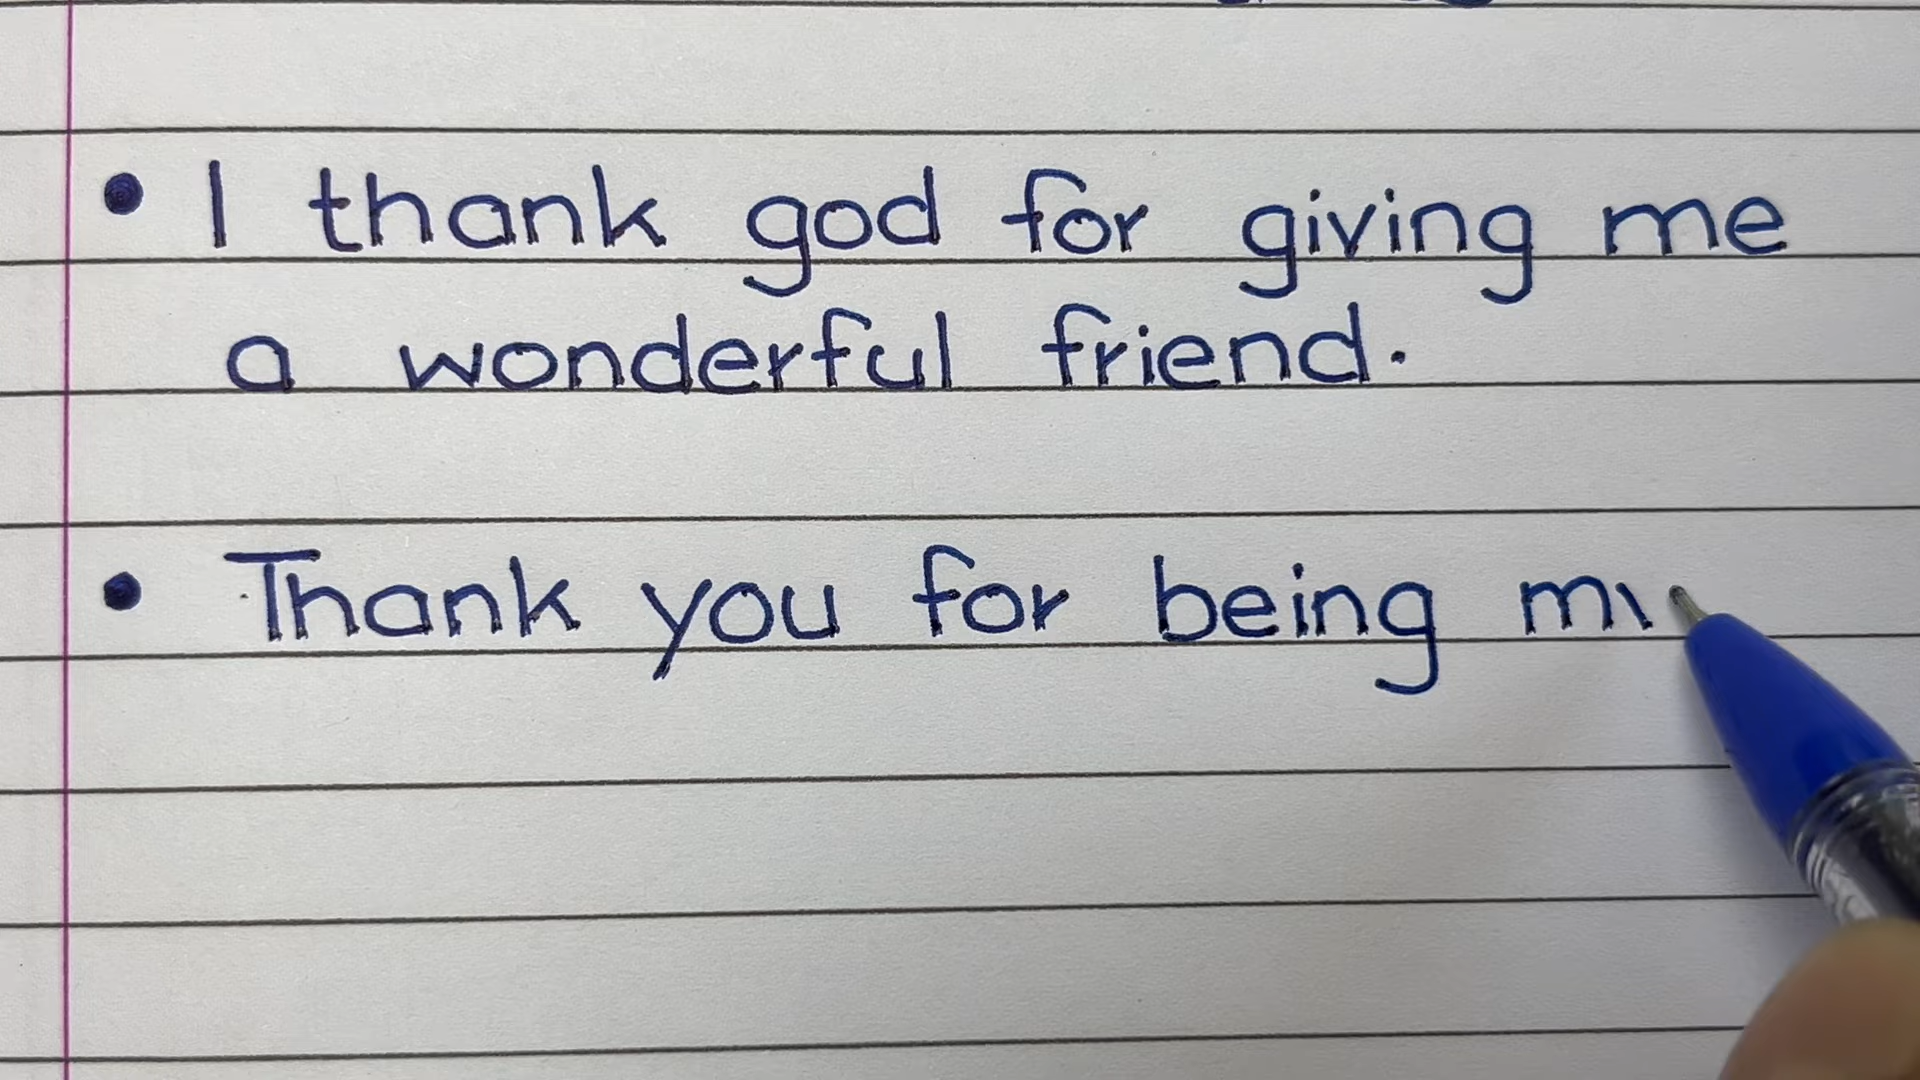 • I thank god for giving me
a wonderful friend.
• Thank you for being m